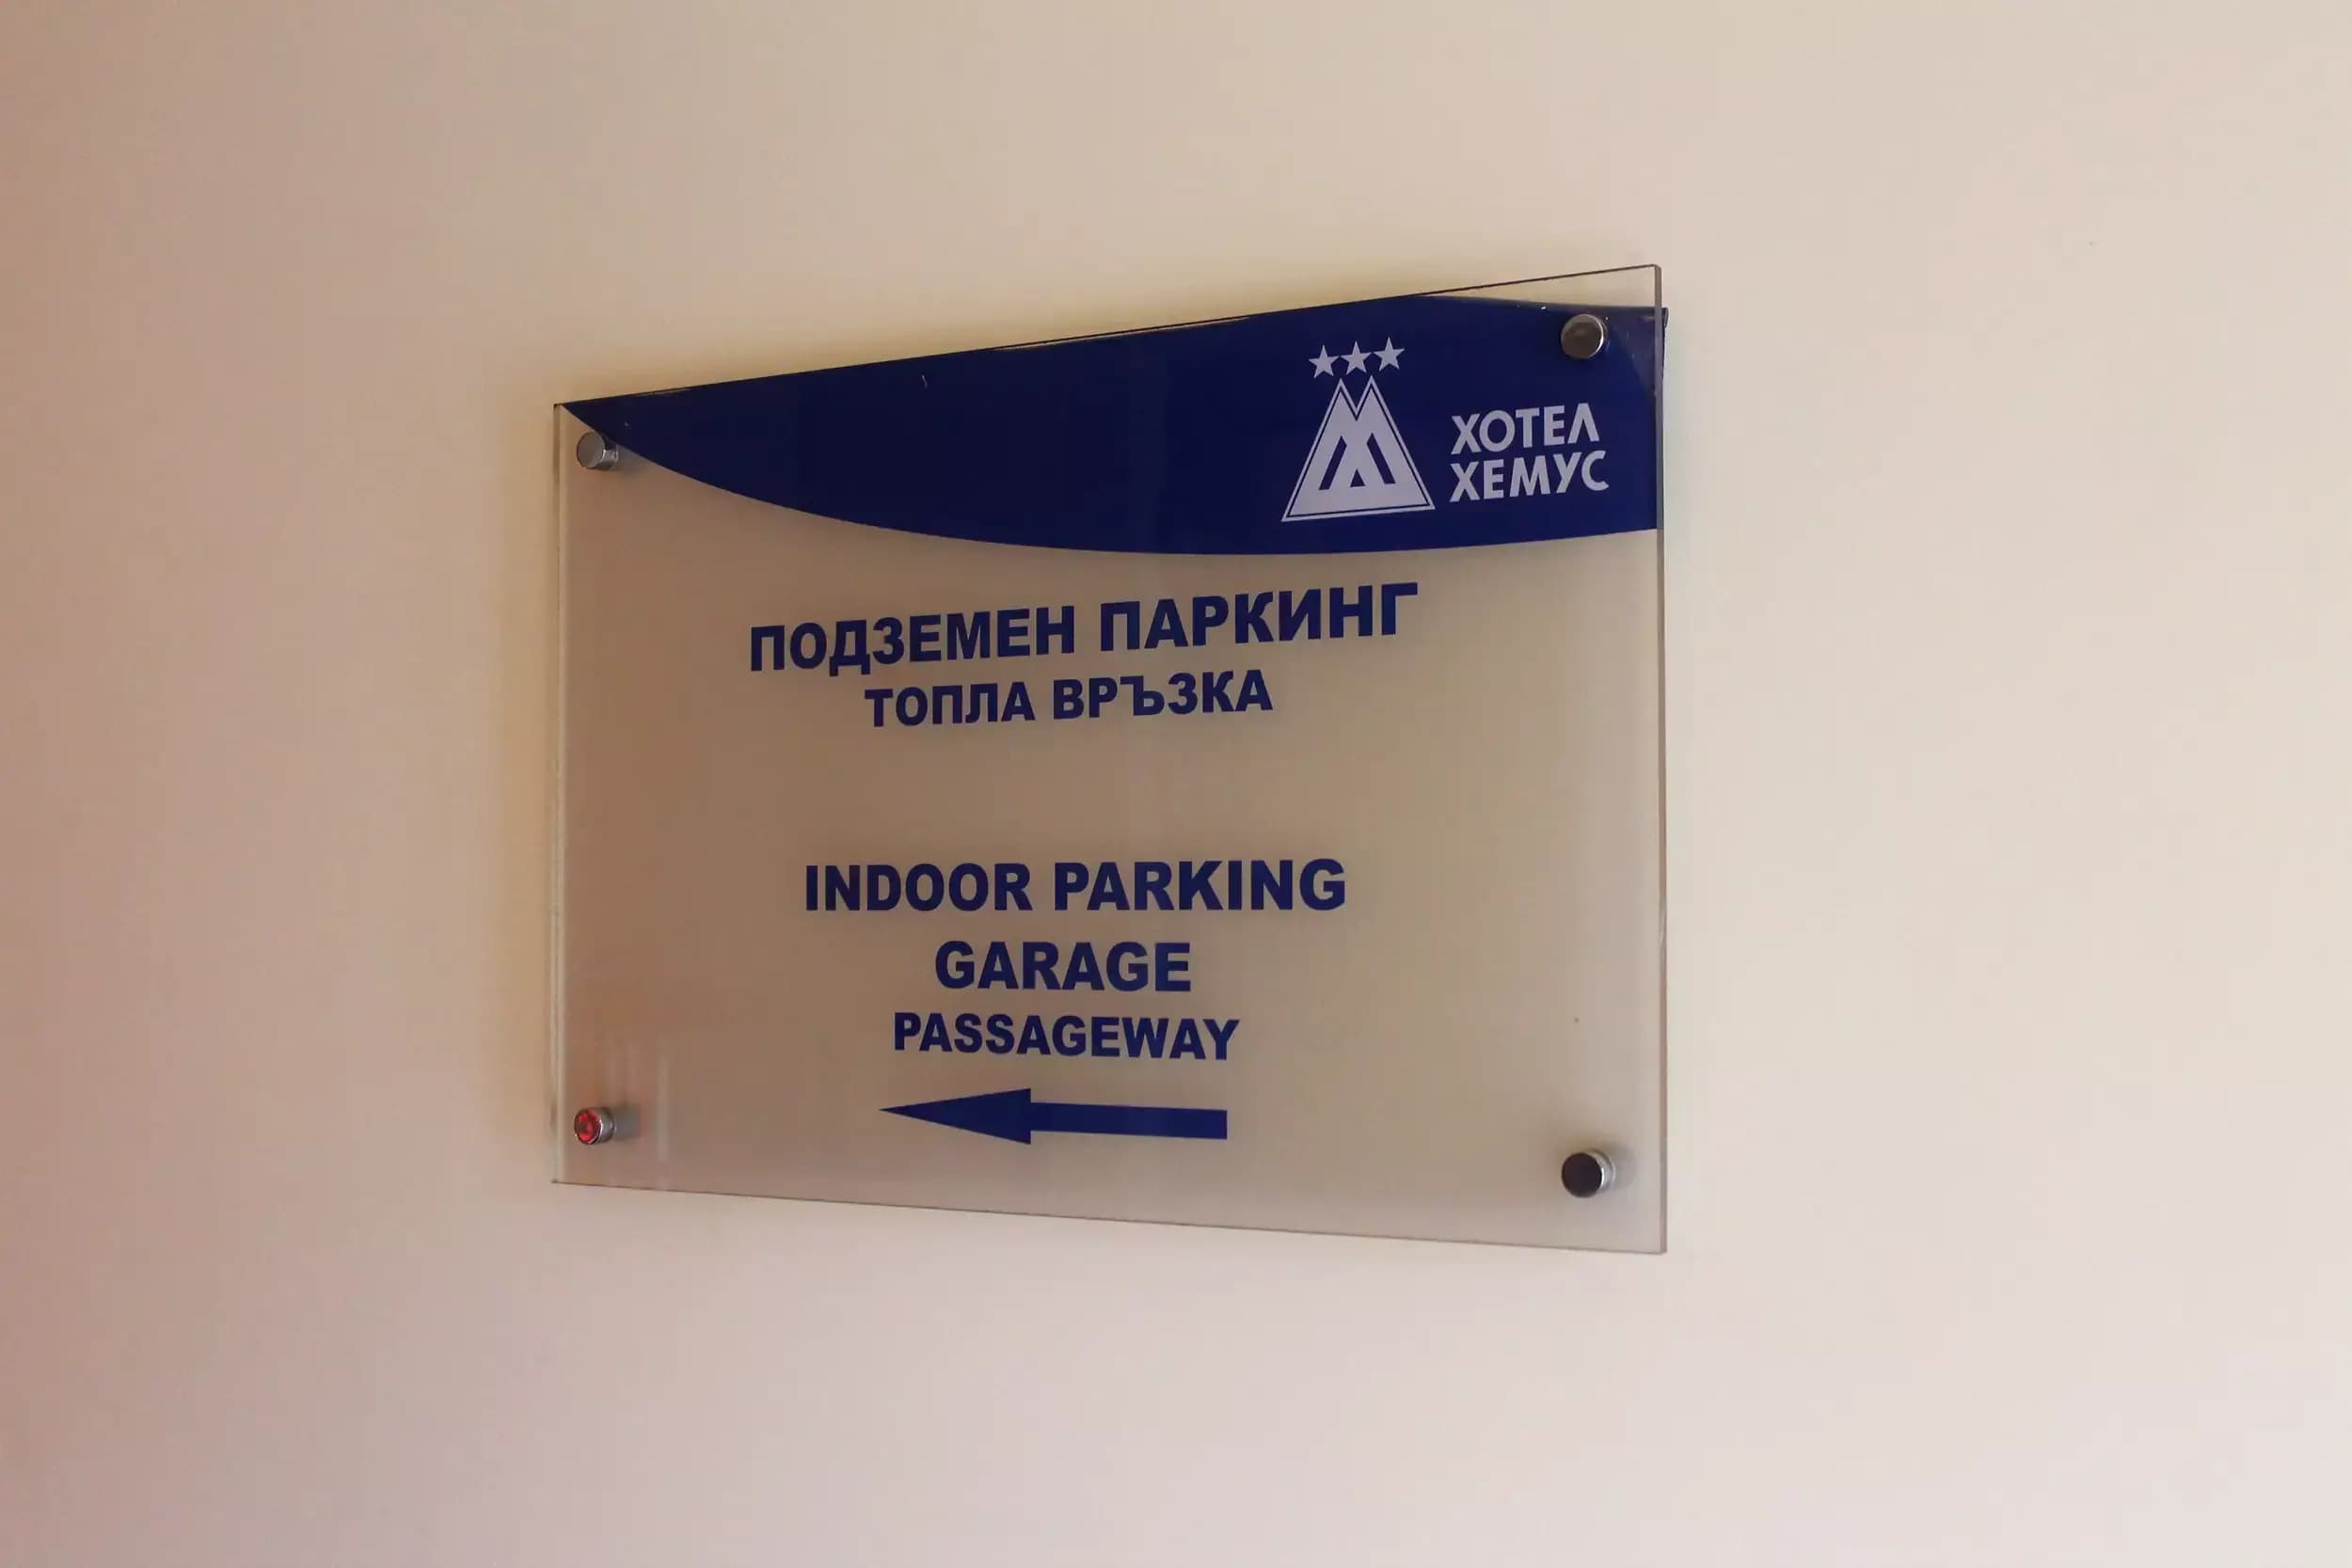 ХОТЕЛ
ХЕМУС
ПОДЗЕМЕН ПАРКИНГ
ТОПЛА ВРЪЗКА
INDOOR PARKING
GARAGE
PASSAGEWAY